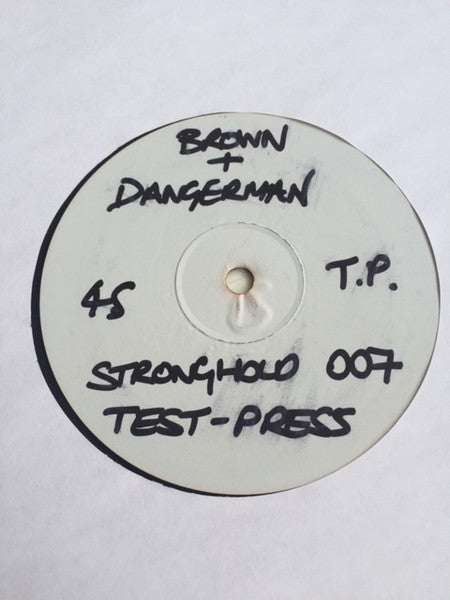 BROWN
+
DANGERMAN
T.P.
45
STRONGHOLD 007
TEST-PRESS